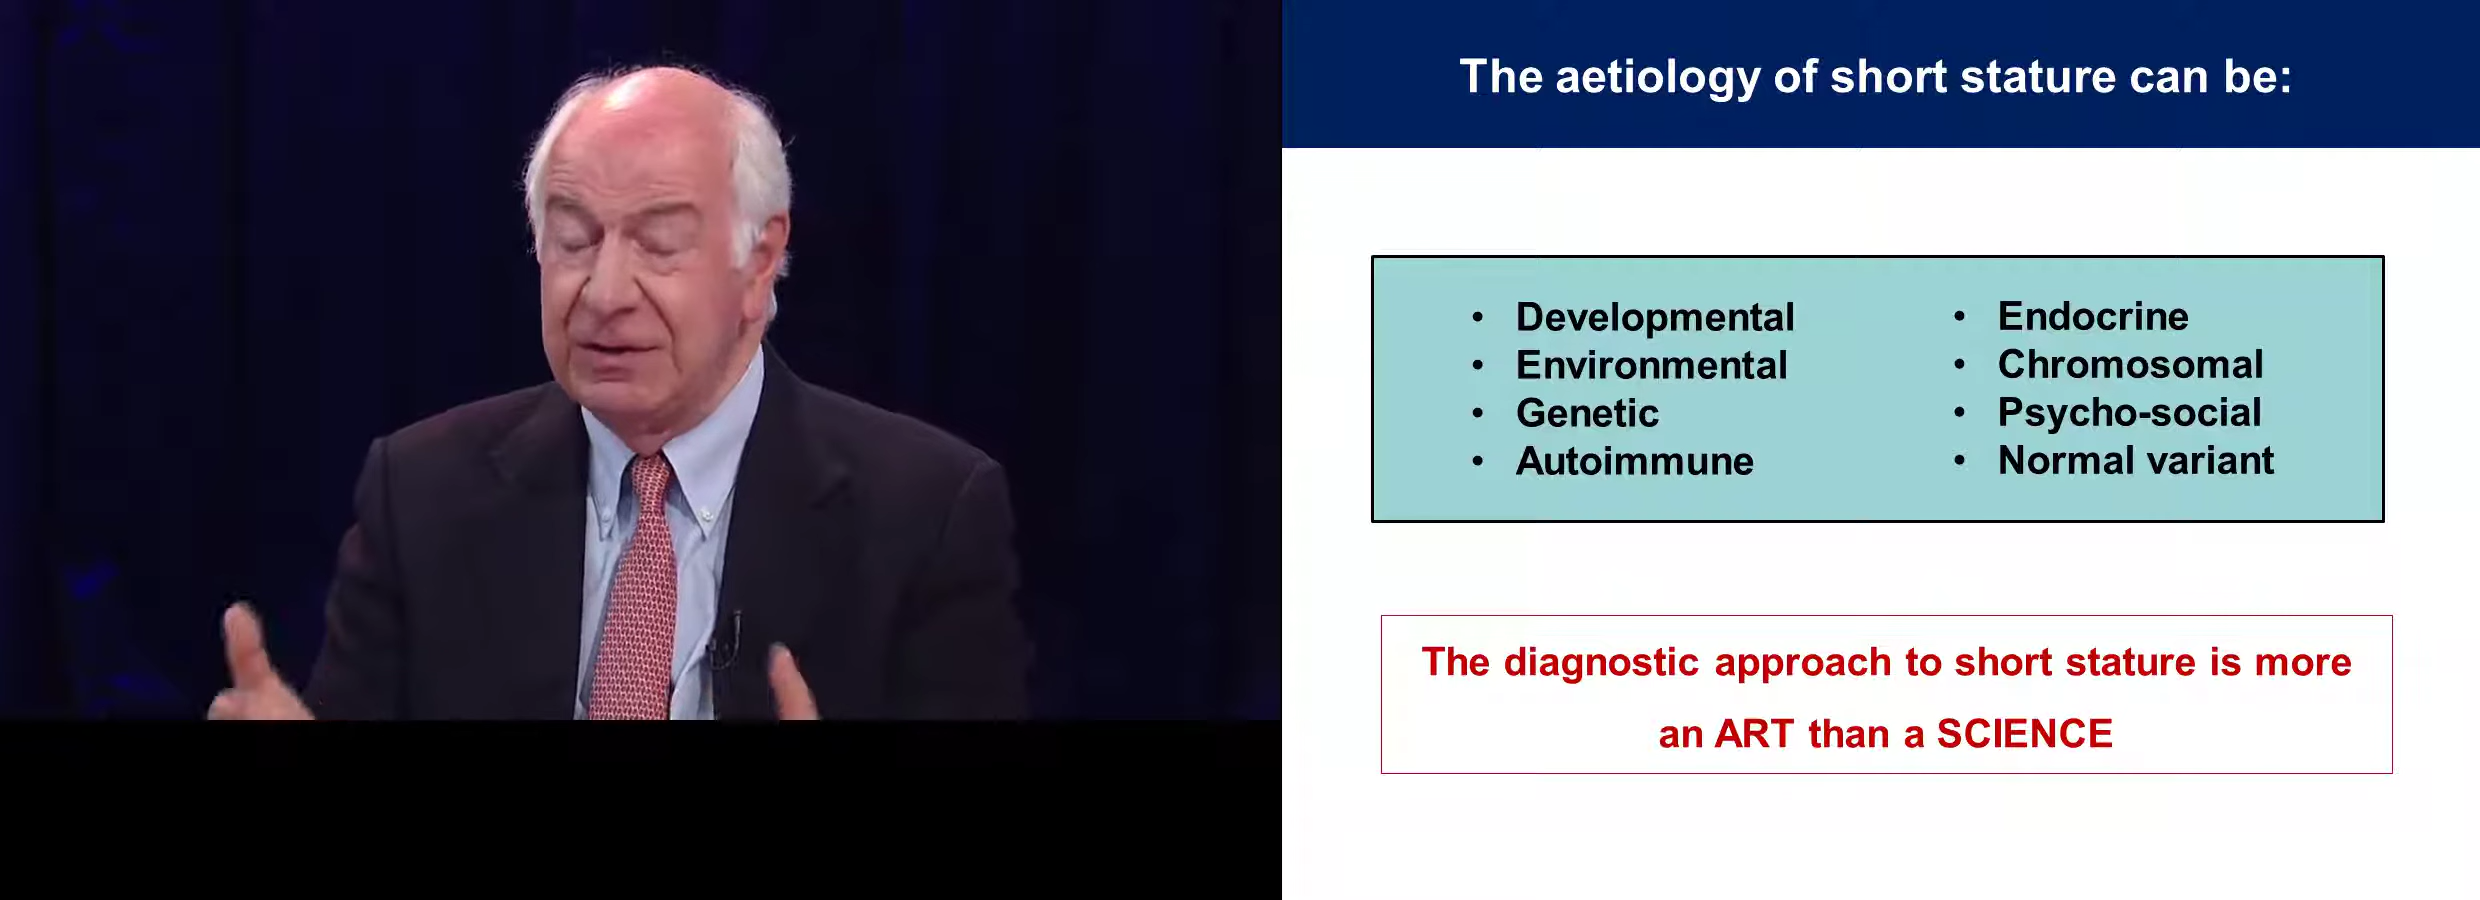 The aetiology of short stature can be:
• Developmental
• Environmental
• Genetic
• Autoimmune
• Endocrine
• Chromosomal
• Psycho-social
• Normal variant
The diagnostic approach to short stature is more
an ART than a SCIENCE